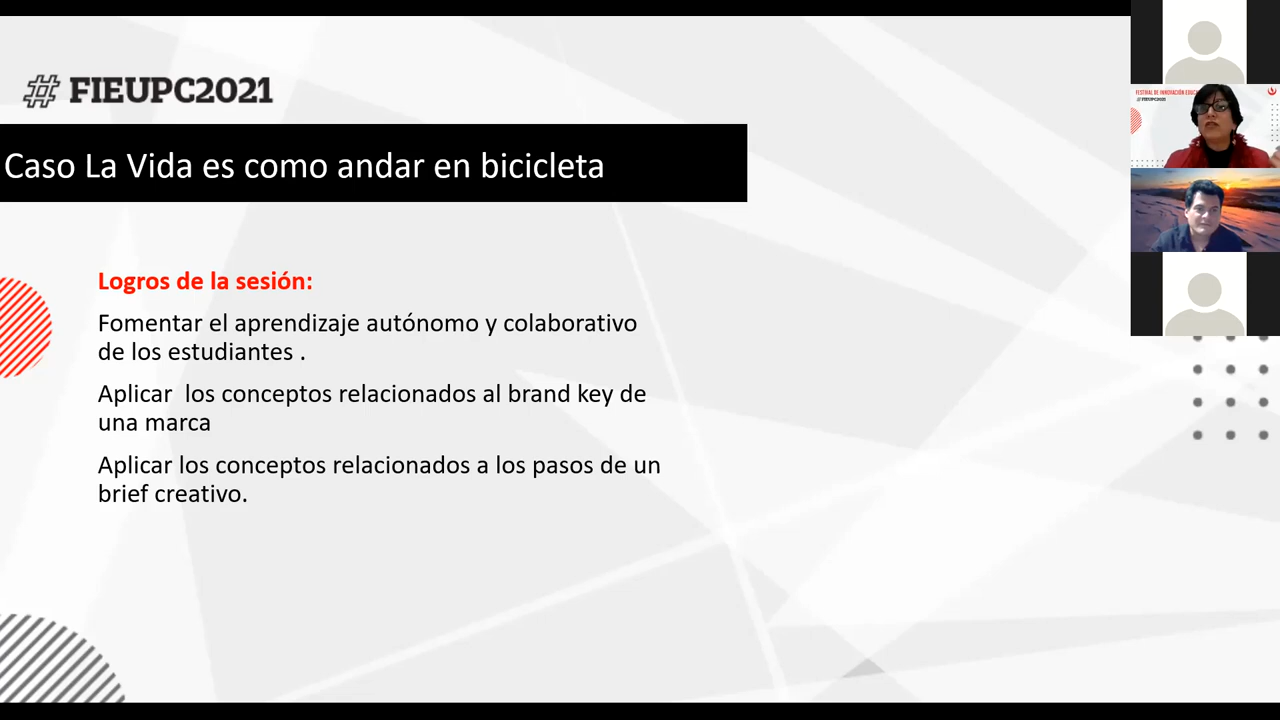 # FIEUPC2021
Caso La Vida es como andar en bicicleta
Logros de la sesión:
Fomentar el aprendizaje autónomo y colaborativo
de los estudiantes .
Aplicar  los conceptos relacionados al brand key de
una marca
Aplicar los conceptos relacionados a los pasos de un
brief creativo.